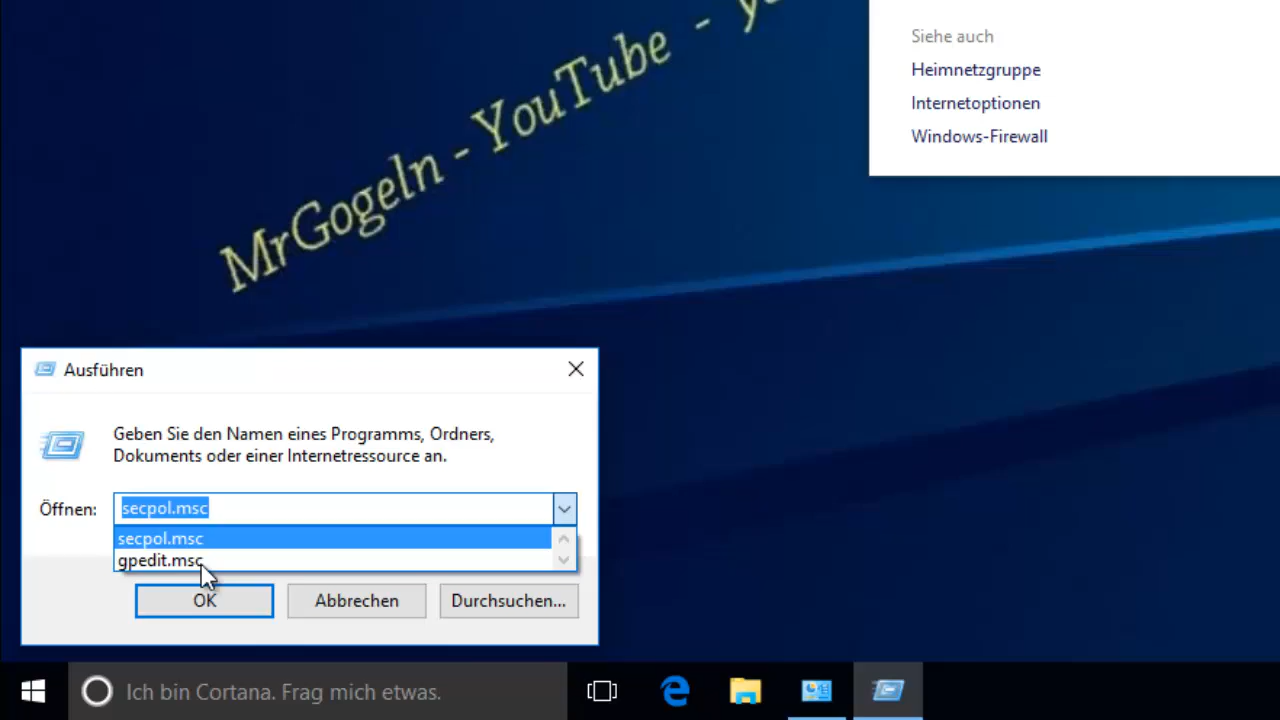 MrGogeln - YouTube -
Siehe auch
Heimnetzgruppe
Internetoptionen
Windows-Firewall
Ausführen
Geben Sie den Namen eines Programms, Ordners,
Dokuments oder einer Internetressource an.
Öffnen: secpol.msc
secpol.msc
gpedit.msc
OK Abbrechen Durchsuchen...
Ich bin Cortana. Frag mich etwas.